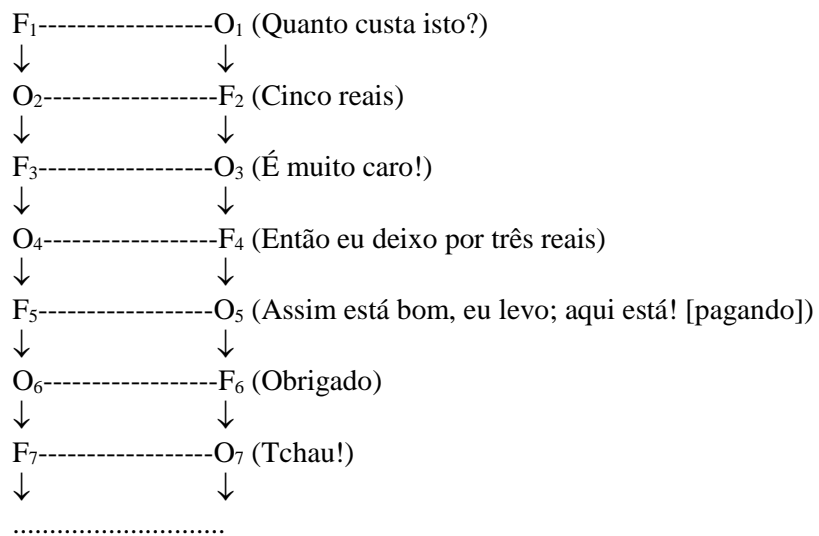 F₁------------------O₁ (Quanto custa isto?)
↓ ↓
O₂------------------F₂ (Cinco reais)
↓ ↓
F₃------------------O₃ (É muito caro!)
↓ ↓
O₄------------------F₄ (Então eu deixo por três reais)
↓ ↓
F₅------------------O₅ (Assim está bom, eu levo; aqui está! [pagando])
↓ ↓
O₆------------------F₆ (Obrigado)
↓ ↓
F₇------------------O₇ (Tchau!)
↓ ↓
.............................